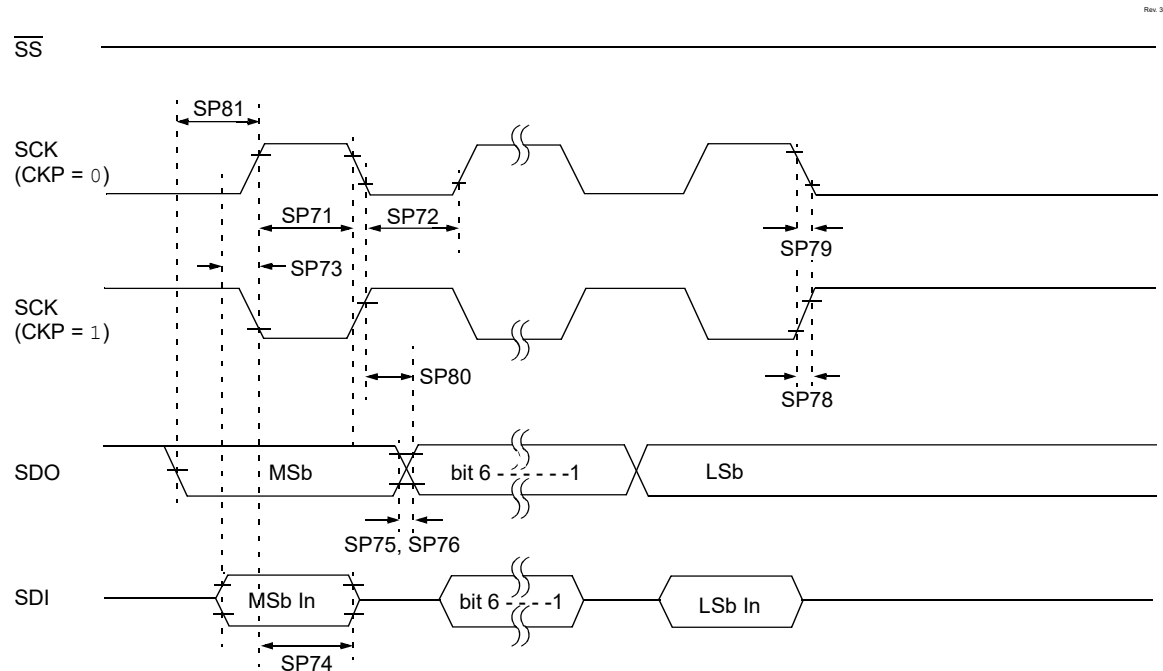 Rev. 3
SS
SP81
SCK
(CKP = 0)
SP71
SP72
SP79
SP73
SCK
(CKP = 1)
SP80
SP78
SDO
MSb
bit 6 - - - - - - -1
LSb
SP75, SP76
SDI
MSb In
bit 6 - - - - -1
LSb In
SP74